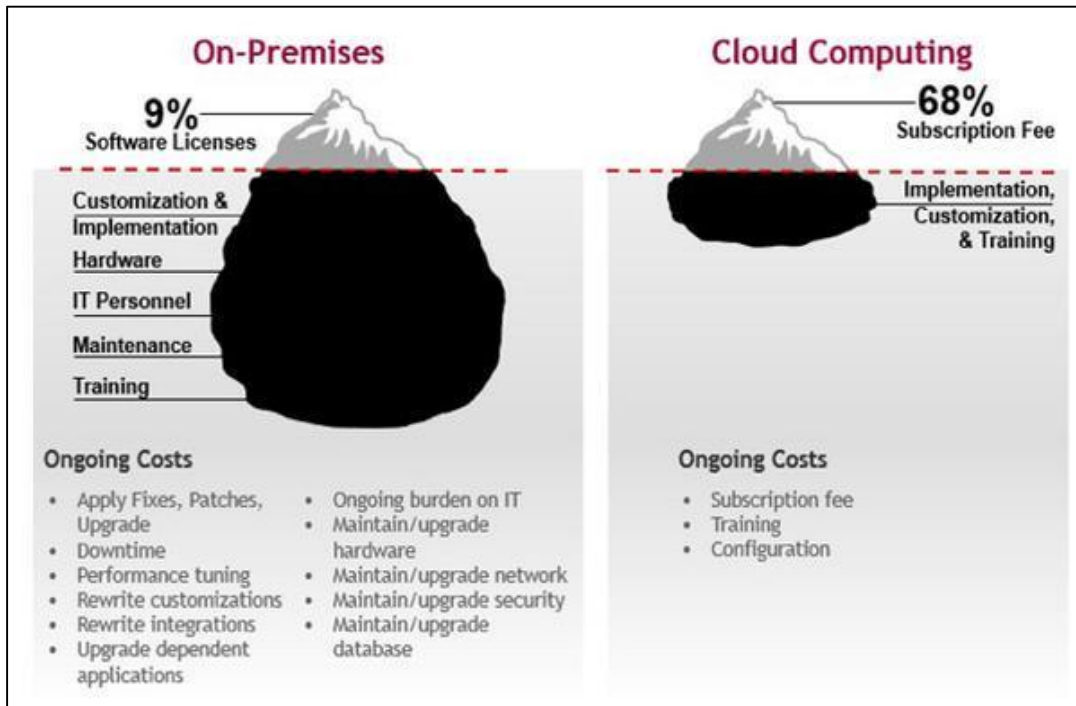 On-Premises
9%
Software Licenses
Customization &
Implementation
Hardware
IT Personnel
Maintenance
Training
Ongoing Costs
• Apply Fixes, Patches,
Upgrade
• Downtime
• Performance tuning
• Rewrite customizations
• Rewrite integrations
• Upgrade dependent
applications
• Ongoing burden on IT
• Maintain/upgrade
hardware
• Maintain/upgrade network
• Maintain/upgrade security
• Maintain/upgrade
database
Cloud Computing
68%
Subscription Fee
Implementation,
Customization,
& Training
Ongoing Costs
• Subscription fee
• Training
• Configuration